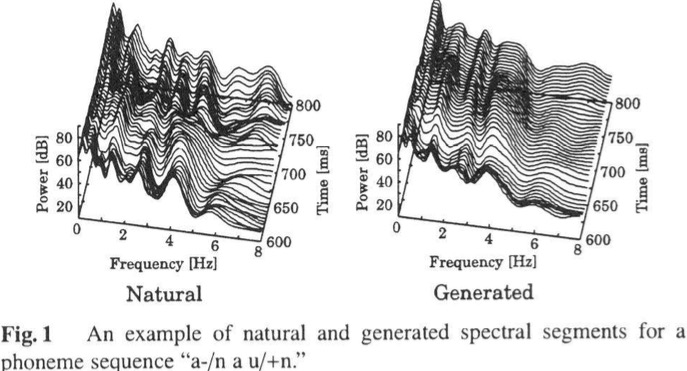 80
60
40
20
Power [dB]
0
2
4
6
8
Frequency [Hz]
600
650
700
750
800
Time [ms]
Natural
80
60
40
20
Power [dB]
0
2
4
6
8
Frequency [Hz]
600
650
700
750
800
Time [ms]
Generated
Fig. 1 An example of natural and generated spectral segments for a
phoneme sequence “a-/n a u/+n.”